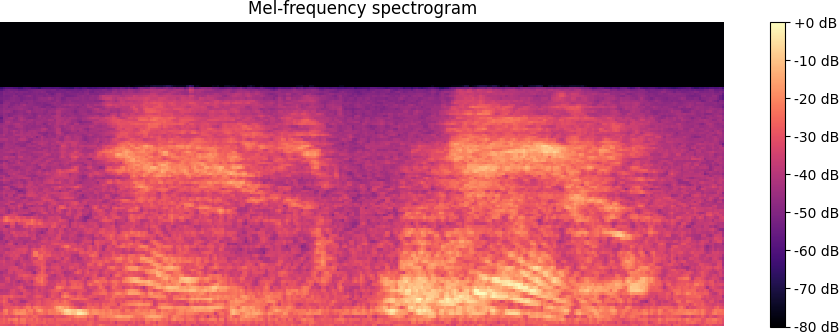 Mel-frequency spectrogram
+0 dB
-10 dB
-20 dB
-30 dB
-40 dB
-50 dB
-60 dB
-70 dB
-80 dB